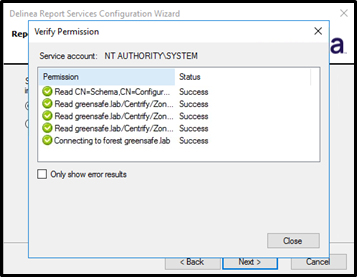 Delinea Report Services Configuration Wizard
Verify Permission
Service account: NT AUTHORITY\SYSTEM
Permission Status
Read CN=Schema,CN=Configur... Success
Read greensafe.lab/Centrify/Zon... Success
Read greensafe.lab/Centrify/Zon... Success
Read greensafe.lab/Centrify/Zon... Success
Connecting to forest greensafe.lab Success
Only show error results
Close
< Back Next > Cancel